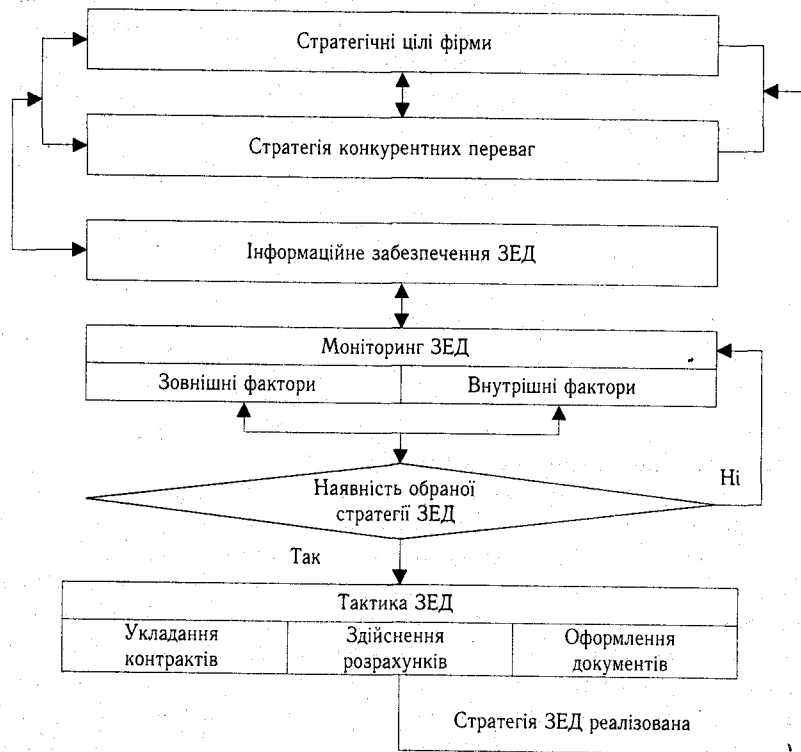 Стратегічні цілі фірми
Стратегія конкурентних переваг
Інформаційне забезпечення ЗЕД
Моніторинг ЗЕД
Зовнішні фактори
Внутрішні фактори
Наявність обраної
стратегії ЗЕД
Ні
Так
Тактика ЗЕД
Укладання
контрактів
Здійснення
розрахунків
Оформлення
документів
Стратегія ЗЕД реалізована